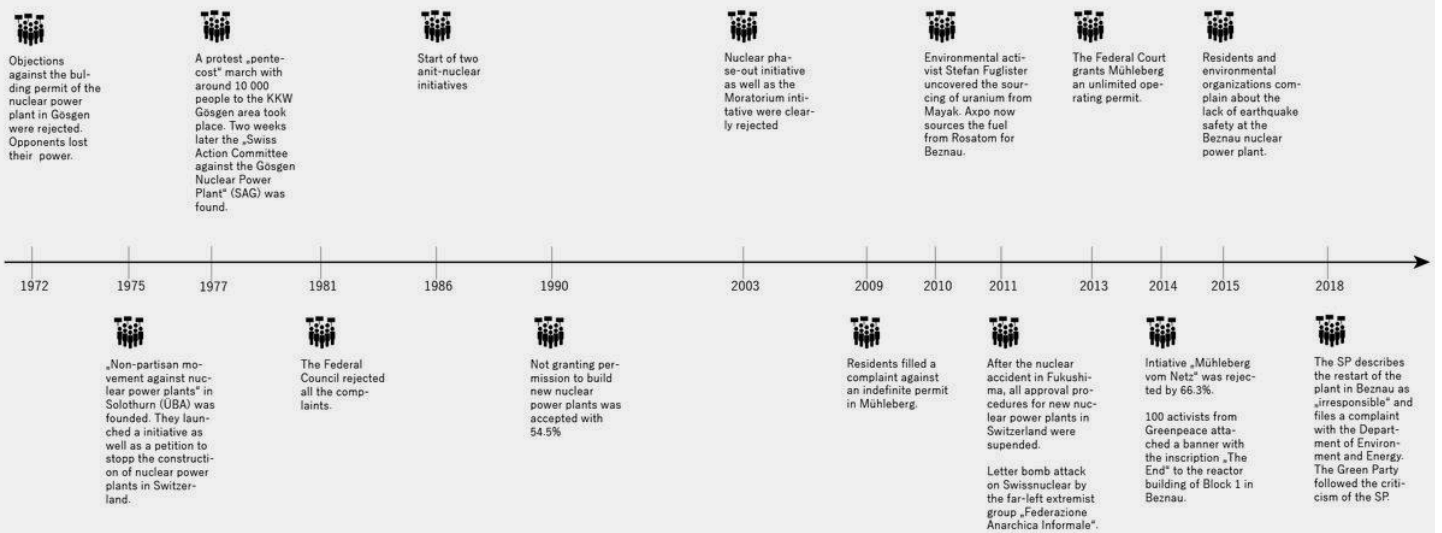 Objections
against the bul-
ding permit of the
nuclear power
plant in Gösgen
were rejected.
Opponents lost
their power.
A protest „pente-
cost“ march with
around 10 000
people to the KKW
Gösgen area took
place. Two weeks
later the „Swiss
Action Committee
against the Gösgen
Nuclear Power
Plant“ (SAG) was
found.
Start of two
anit-nuclear
initiatives
Nuclear pha-
se-out initiative
as well as the
Moratorium inti-
tative were clear-
ly rejected
Environmental acti-
vist Stefan Fuglister
uncovered the sour-
cing of uranium from
Mayak. Axpo now
sources the fuel
from Rosatom for
Beznau.
The Federal Court
grants Mühleberg
an unlimited ope-
rating permit.
Residents and
environmental
organizations com-
plain about the
lack of earthquake
safety at the
Beznau nuclear
power plant.
1972
1975
1977
1981
1986
1990
2003
2009
2010
2011
2013
2014
2015
2018
„Non-partisan mo-
vement against nuc-
lear power plants“ in
Solothurn (ÜBA) was
founded. They laun-
ched a initiative as
well as a petition to
stopp the constructi-
on of nuclear power
plants in Switzer-
land.
The Federal
Council rejected
all the comp-
laints.
Not granting per-
mission to build
new nuclear
power plants was
accepted with
54.5%
Residents filled a
complaint against
an indefinite permit
in Mühleberg.
After the nuclear
accident in Fukushi-
ma, all approval pro-
cedures for new nuc-
lear power plants in
Switzerland were
supended.
Letter bomb attack
on Swissnuclear by
the far-left extremist
group „Federazione
Anarchica Informale“.
Intiative „Mühleberg
vom Netz“ was rejec-
ted by 66.3%.
100 activists from
Greenpeace atta-
ched a banner with
the inscription „The
End“ to the reactor
building of Block 1 in
Beznau.
The SP describes
the restart of the
plant in Beznau as
„irresponsible“ and
files a complaint
with the Depart-
ment of Environ-
ment and Energy.
The Green Party
followed the criti-
cism of the SP.